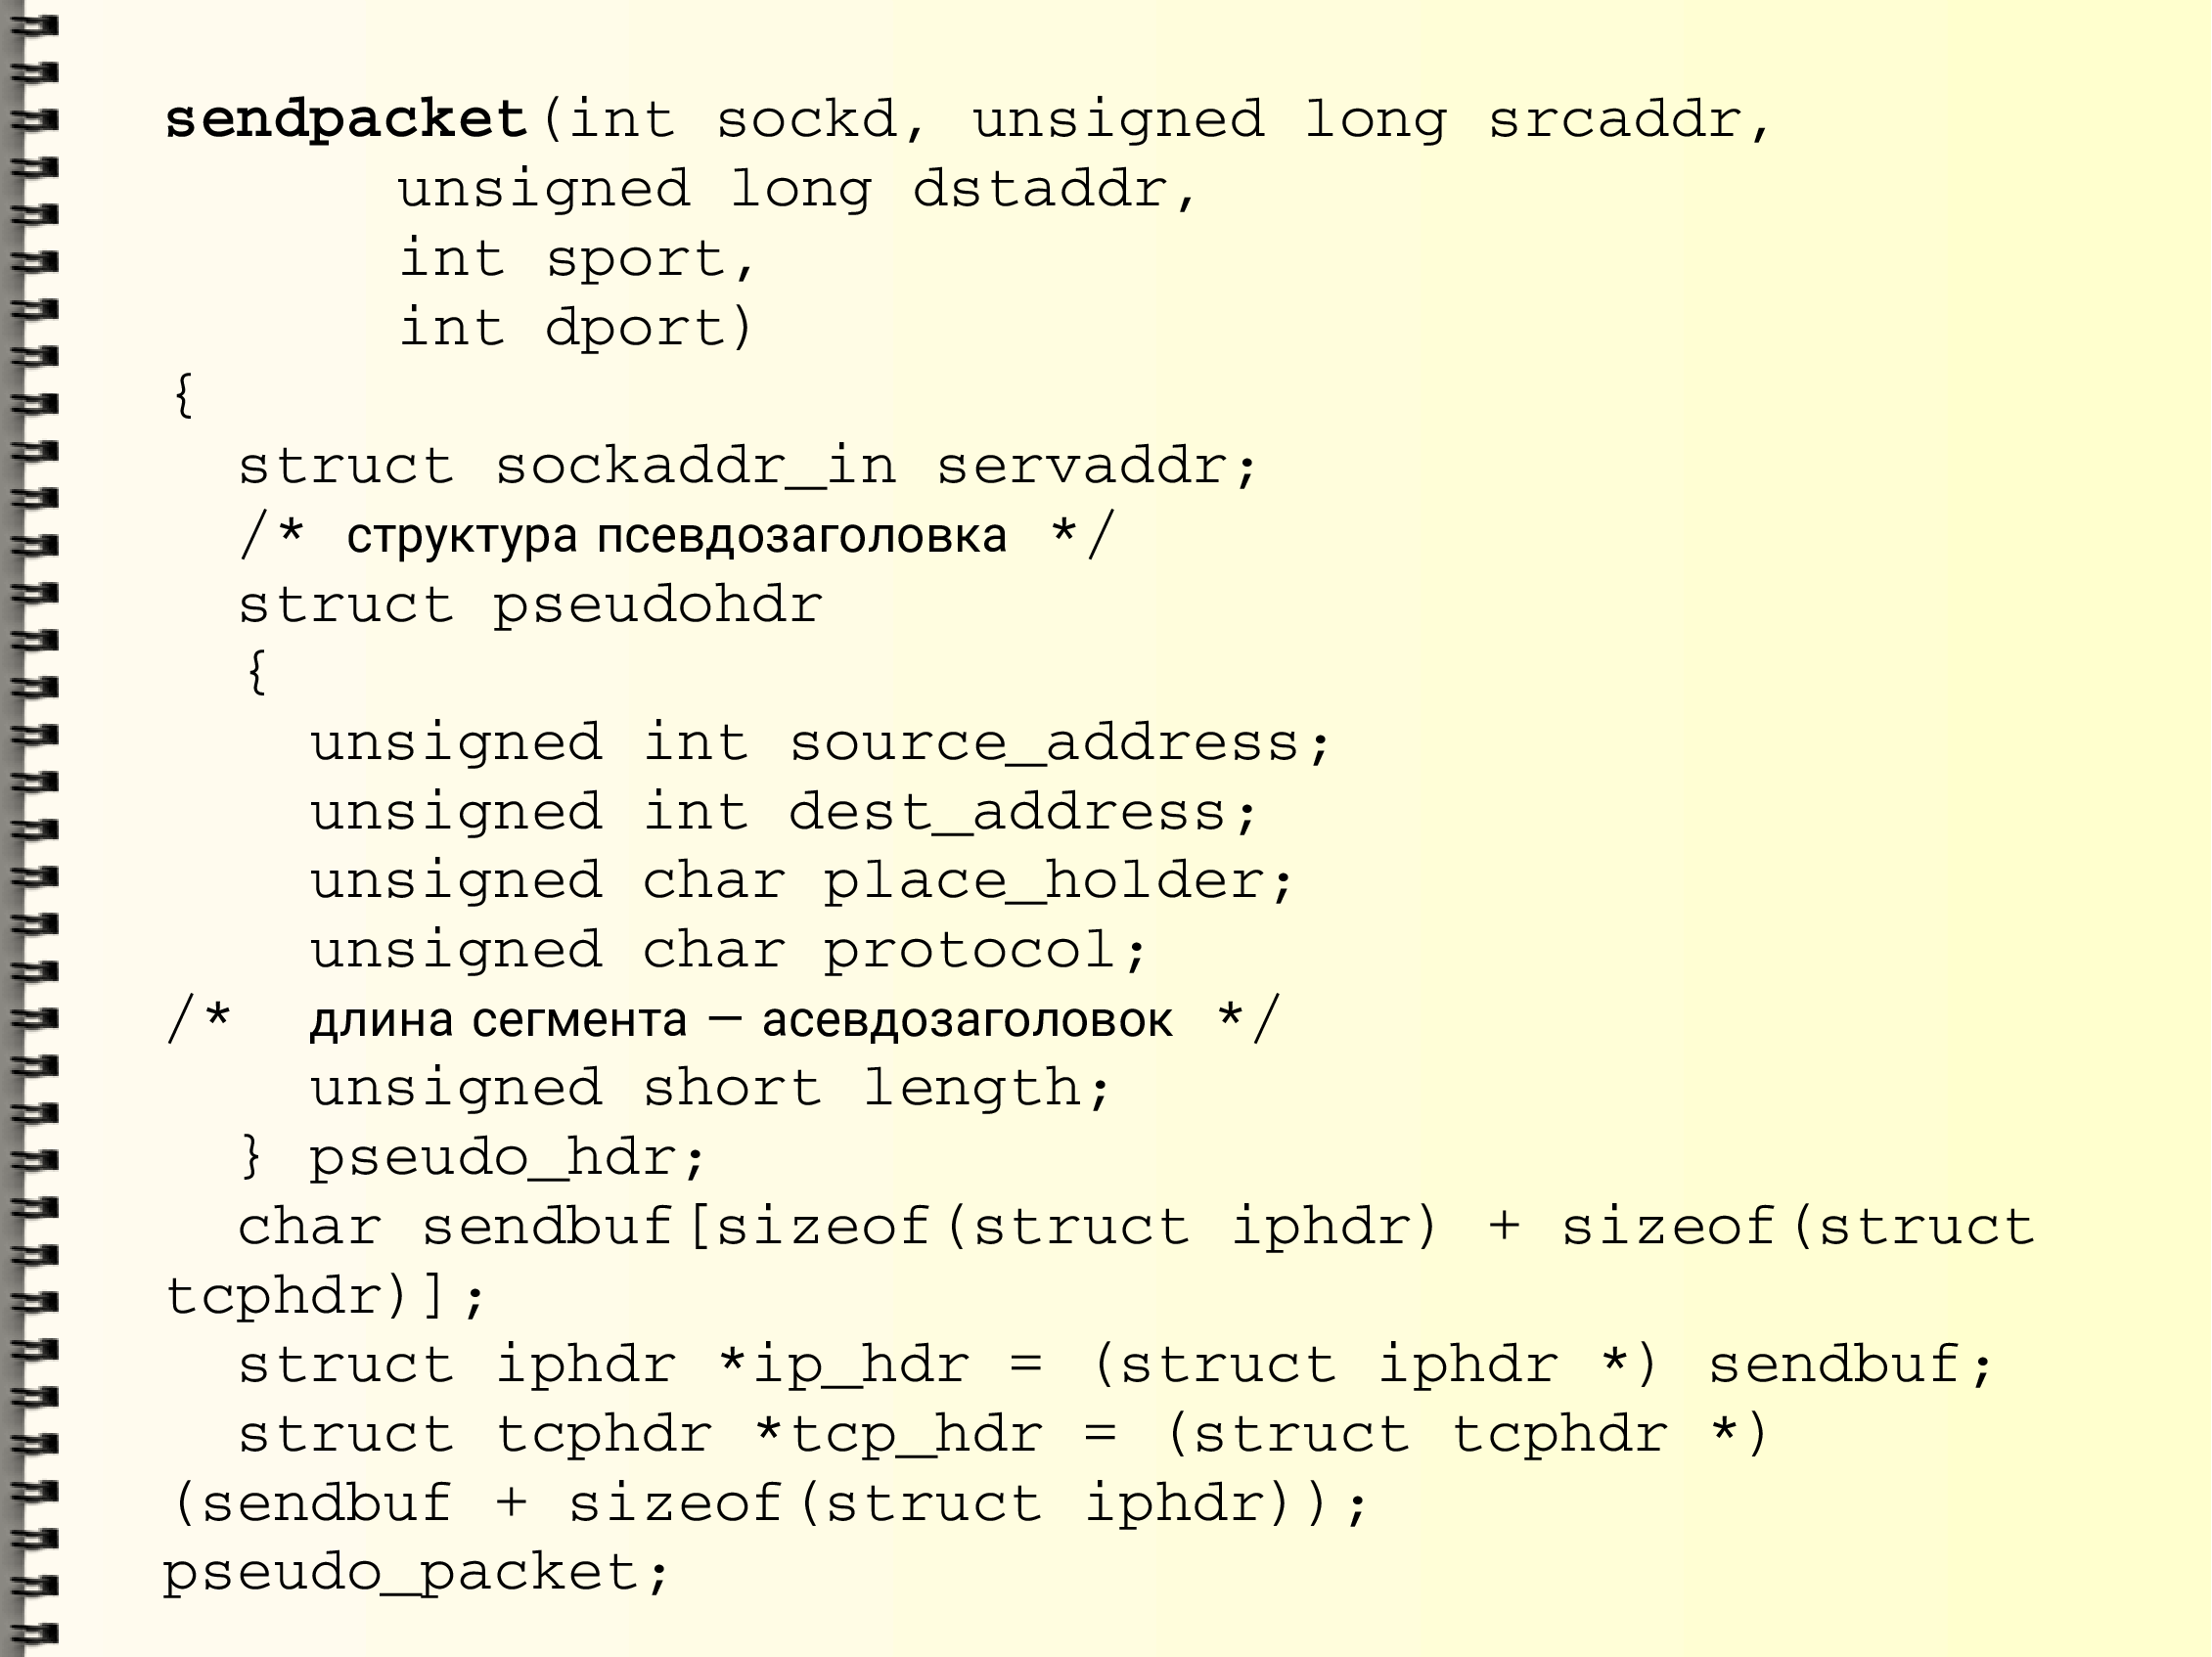 sendpacket(int sockd, unsigned long srcaddr,
unsigned long dstaddr,
int sport,
int dport)
{
struct sockaddr_in servaddr;
/* структура псевдозаголовка */
struct pseudohdr
{
unsigned int source_address;
unsigned int dest_address;
unsigned char place_holder;
unsigned char protocol;
/* длина сегмента – асевдозаголовок */
unsigned short length;
} pseudo_hdr;
char sendbuf[sizeof(struct iphdr) + sizeof(struct
tcphdr)];
struct iphdr *ip_hdr = (struct iphdr *) sendbuf;
struct tcphdr *tcp_hdr = (struct tcphdr *)
(sendbuf + sizeof(struct iphdr));
pseudo_packet;